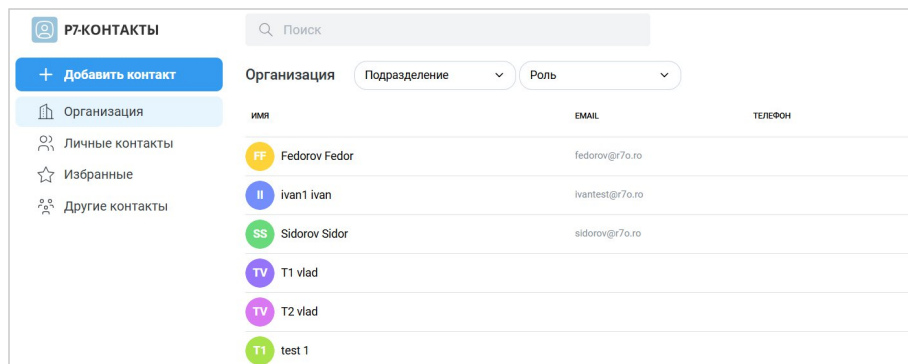 Р7-КОНТАКТЫ
Поиск
Добавить контакт
Организация
Личные контакты
Избранные
Другие контакты
Организация Подразделение Роль
ИМЯ EMAIL ТЕЛЕФОН
FF Fedorov Fedor fedorov@r7o.ro
II ivan1 ivan ivantest@r7o.ro
SS Sidorov Sidor sidorov@r7o.ro
TV T1 vlad
TV T2 vlad
T1 test 1